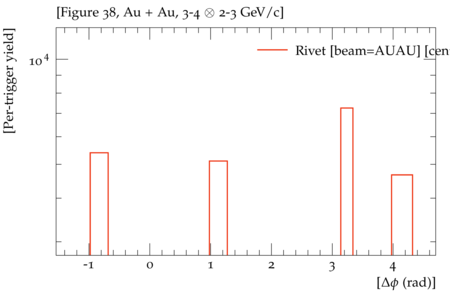 [Figure 38, Au + Au, 3-4 ⊗ 2-3 GeV/c]
[Per-trigger yield]
10⁴
Rivet [beam=AUAU] [cen
-1 0 1 2 3 4
[Δϕ (rad)]